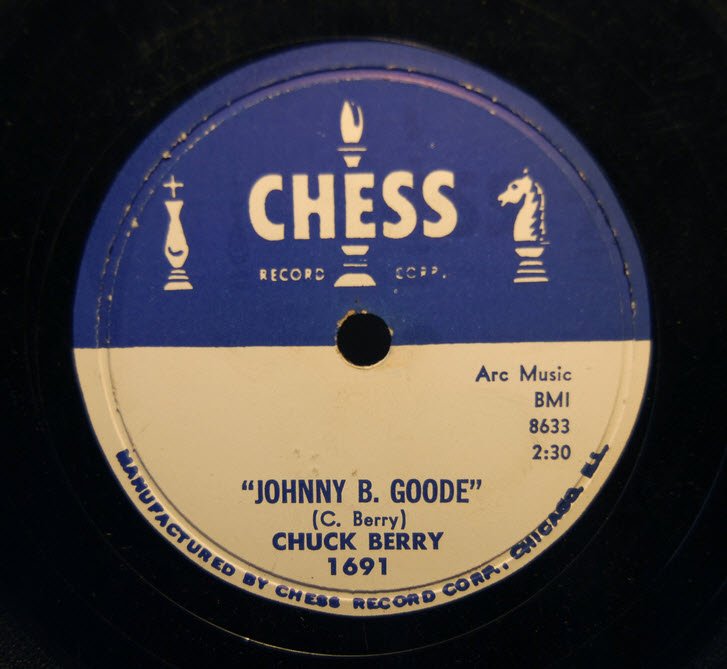 CHESS
RECORD CORP.
Arc Music
BMI
8633
2:30
"JOHNNY B. GOODE"
(C. Berry)
CHUCK BERRY
1691
MANUFACTURED BY CHESS RECORD CORP., CHICAGO, ILL.